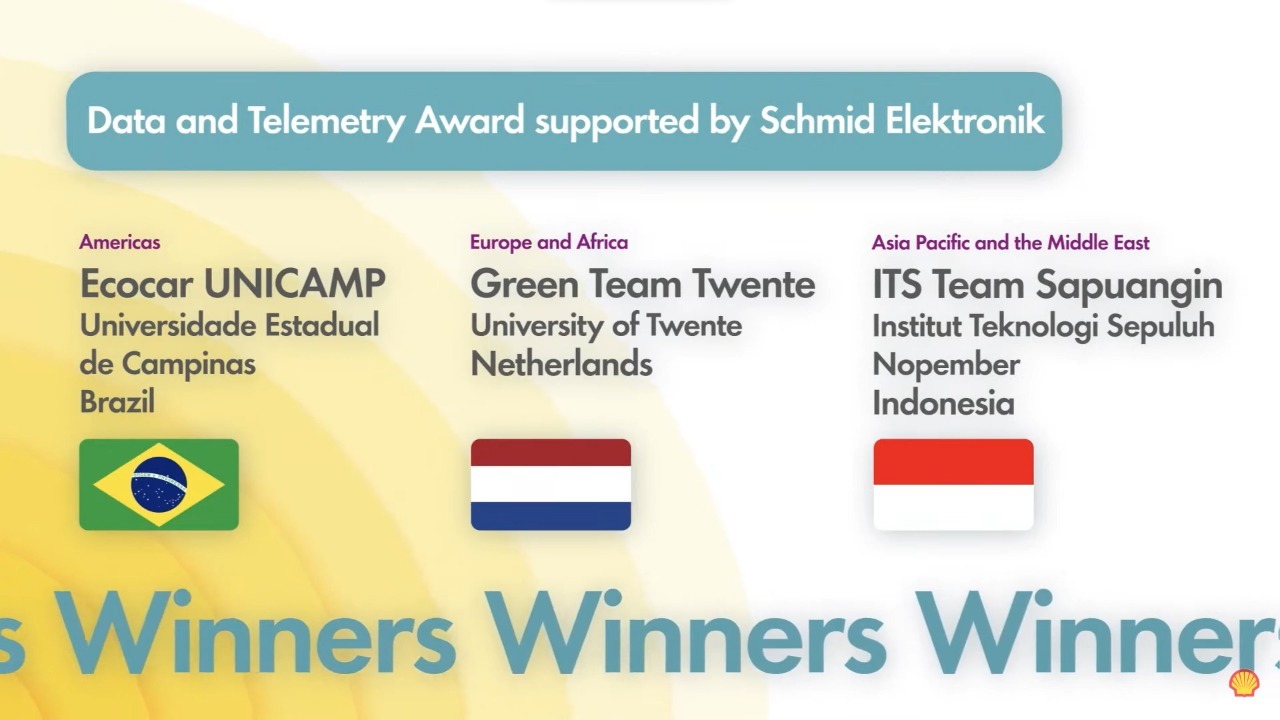 Data and Telemetry Award supported by Schmid Elektronik
Americas
Ecocar UNICAMP
Universidade Estadual
de Campinas
Brazil
Europe and Africa
Green Team Twente
University of Twente
Netherlands
Asia Pacific and the Middle East
ITS Team Sapuangin
Institut Teknologi Sepuluh
Nopember
Indonesia
s Winners Winners Winners